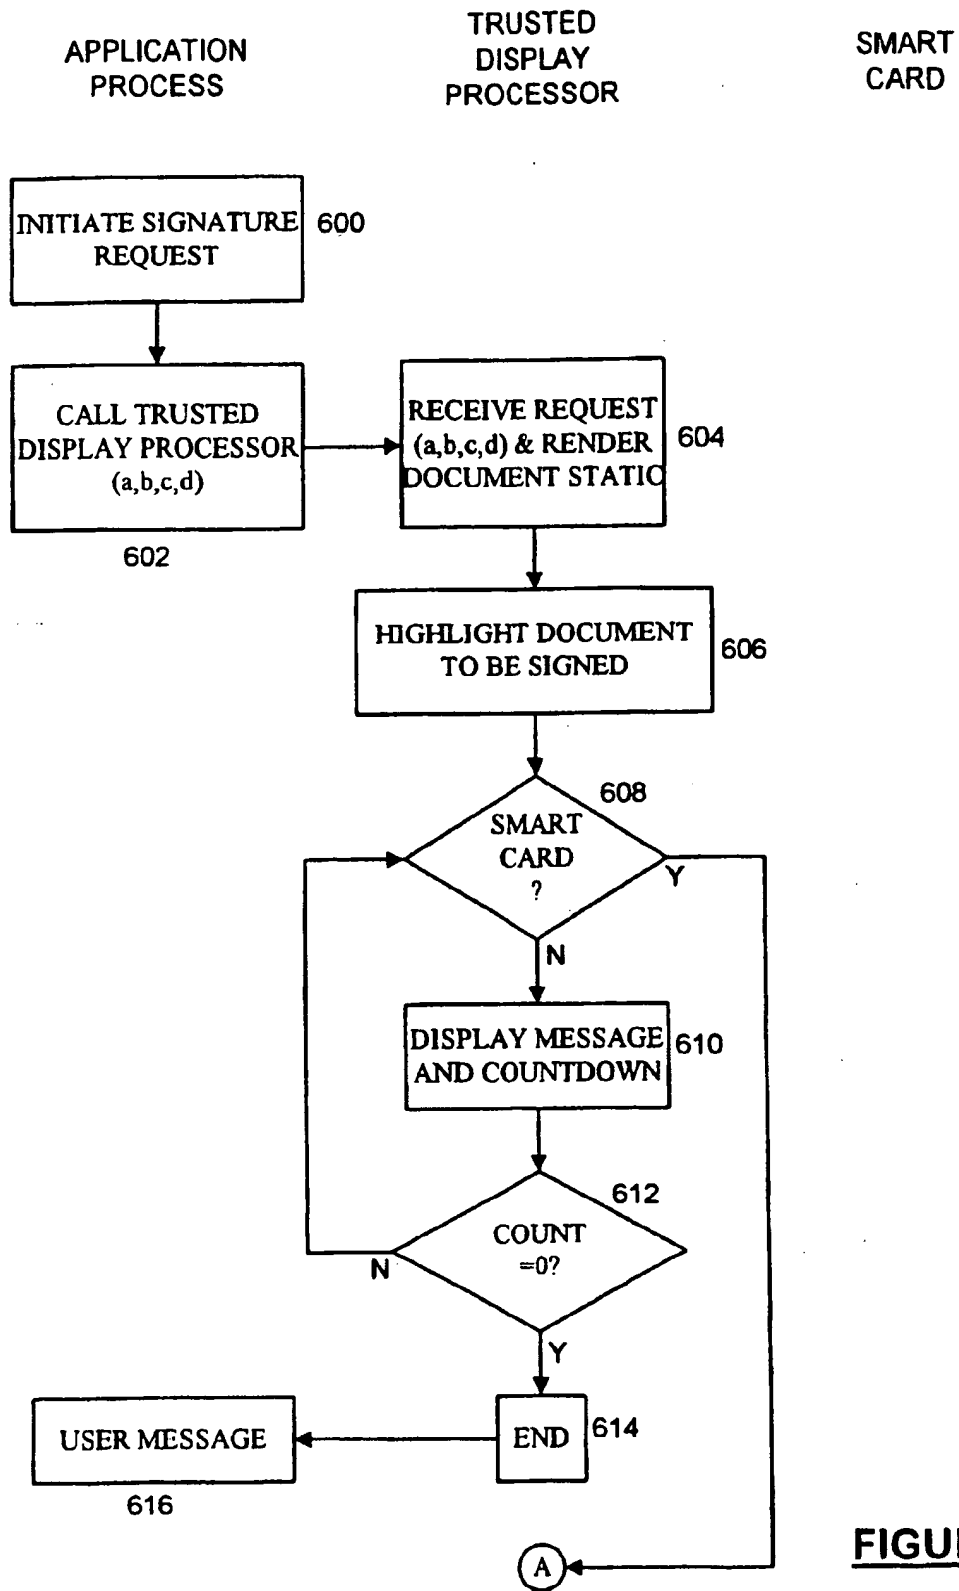 APPLICATION
PROCESS
TRUSTED
DISPLAY
PROCESSOR
SMART
CARD
INITIATE SIGNATURE
REQUEST
600
CALL TRUSTED
DISPLAY PROCESSOR
(a,b,c,d)
602
RECEIVE REQUEST
(a,b,c,d) & RENDER
DOCUMENT STATIC
604
HIGHLIGHT DOCUMENT
TO BE SIGNED
606
608
SMART
CARD
?
Y
N
DISPLAY MESSAGE
AND COUNTDOWN
610
612
COUNT
=0?
N
Y
END
614
USER MESSAGE
616
A